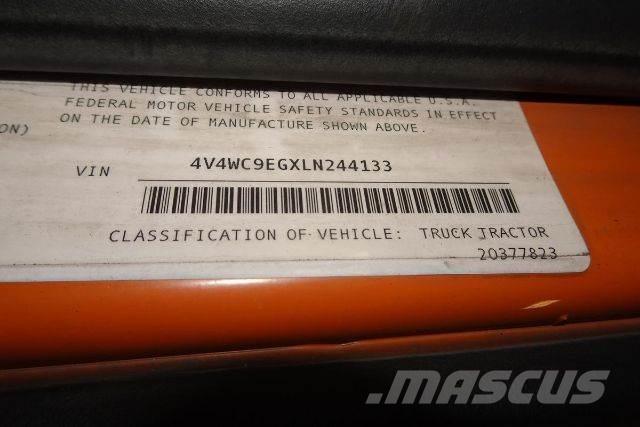 THIS VEHICLE CONFORMS TO ALL APPLICABLE U.S.A.
FEDERAL MOTOR VEHICLE SAFETY STANDARDS IN EFFECT
ON THE DATE OF MANUFACTURE SHOWN ABOVE.
ON)
VIN 4V4WC9EGXLN244133
CLASSIFICATION OF VEHICLE: TRUCK TRACTOR
20377823
MASCUS